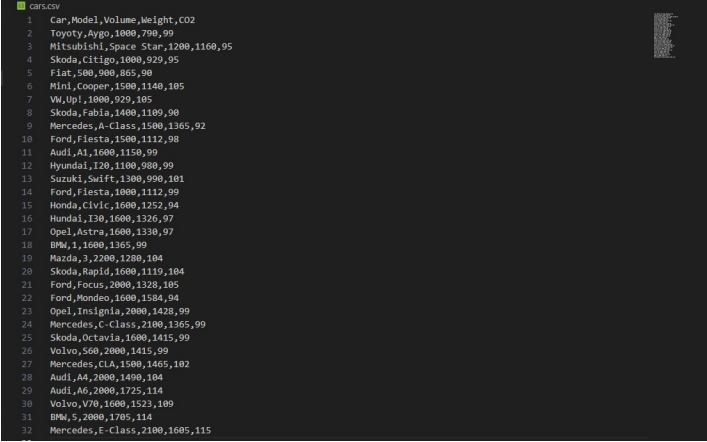 cars.csv
1 Car,Model,Volume,Weight,CO2
2 Toyoty,Aygo,1000,790,99
3 Mitsubishi,Space Star,1200,1160,95
4 Skoda,Citigo,1000,929,95
5 Fiat,500,900,865,90
6 Mini,Cooper,1500,1140,105
7 VW,Up!,1000,929,105
8 Skoda,Fabia,1400,1109,90
9 Mercedes,A-Class,1500,1365,92
10 Ford,Fiesta,1500,1112,98
11 Audi,A1,1600,1150,99
12 Hyundai,I20,1100,980,99
13 Suzuki,Swift,1300,990,101
14 Ford,Fiesta,1000,1112,99
15 Honda,Civic,1600,1252,94
16 Hundai,I30,1600,1326,97
17 Opel,Astra,1600,1330,97
18 BMW,1,1600,1365,99
19 Mazda,3,2200,1280,104
20 Skoda,Rapid,1600,1119,104
21 Ford,Focus,2000,1328,105
22 Ford,Mondeo,1600,1584,94
23 Opel,Insignia,2000,1428,99
24 Mercedes,C-Class,2100,1365,99
25 Skoda,Octavia,1600,1415,99
26 Volvo,S60,2000,1415,99
27 Mercedes,CLA,1500,1465,102
28 Audi,A4,2000,1490,104
29 Audi,A6,2000,1725,114
30 Volvo,V70,1600,1523,109
31 BMW,5,2000,1705,114
32 Mercedes,E-Class,2100,1605,115